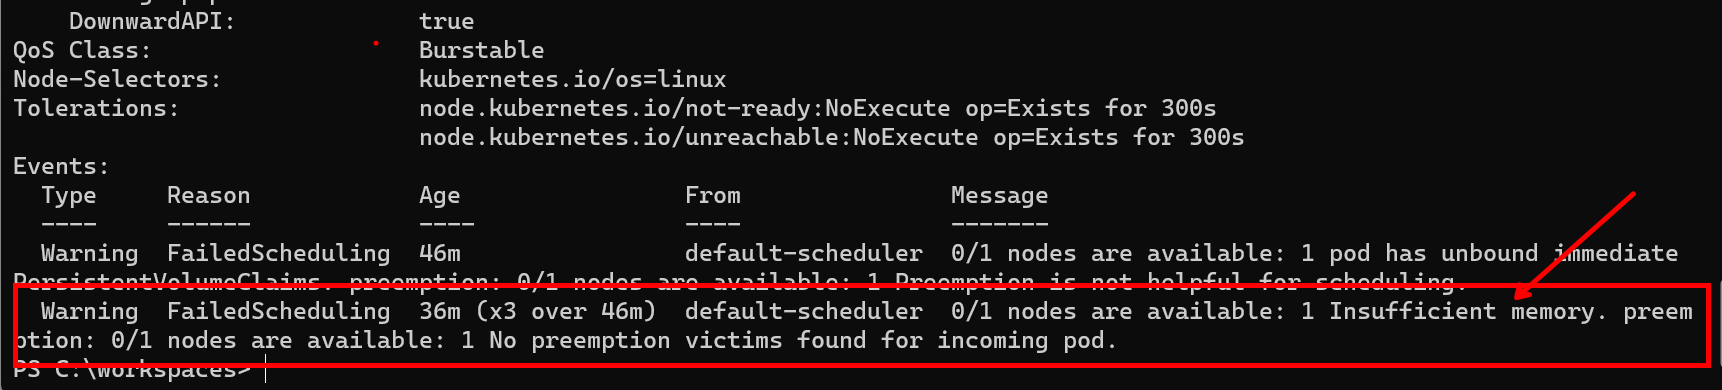 DownwardAPI: true
QoS Class: Burstable
Node-Selectors: kubernetes.io/os=linux
Tolerations: node.kubernetes.io/not-ready:NoExecute op=Exists for 300s
node.kubernetes.io/unreachable:NoExecute op=Exists for 300s
Events:
Type Reason Age From Message
---- ------ ---- ---- -------
Warning FailedScheduling 46m default-scheduler 0/1 nodes are available: 1 pod has unbound immediate
PersistentVolumeClaims. preemption: 0/1 nodes are available: 1 Preemption is not helpful for scheduling.
Warning FailedScheduling 36m (x3 over 46m) default-scheduler 0/1 nodes are available: 1 Insufficient memory. preem
ption: 0/1 nodes are available: 1 No preemption victims found for incoming pod.
PS C:\workspaces>